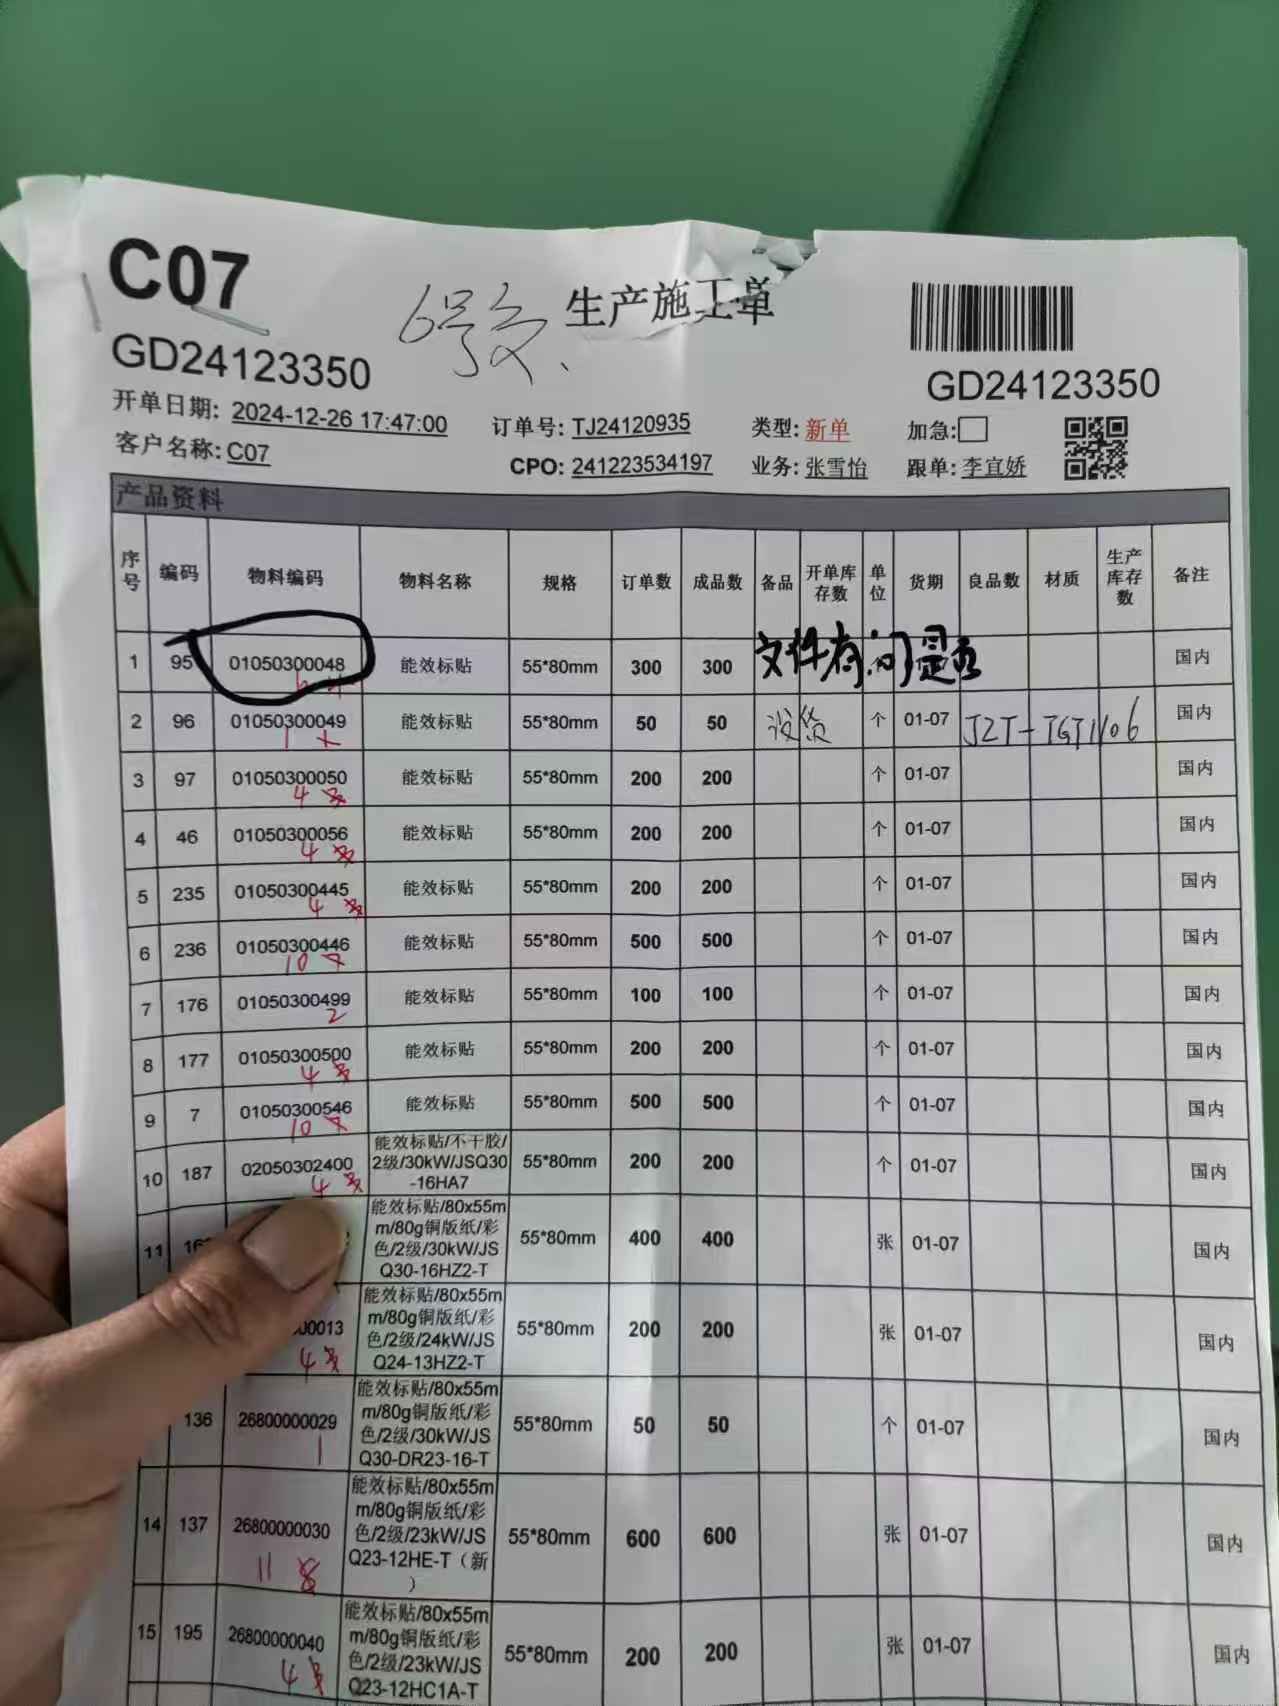 C07
6号交、
生产施工单
GD24123350
GD24123350
开单日期: 2024-12-26 17:47:00
订单号: TJ24120935
类型: 新单
加急:
客户名称: C07
CPO: 241223534197
业务: 张雪怡
跟单: 李宜娇
产品资料
序号 编码 物料编码 物料名称 规格 订单数 成品数 备品 开单库存数 单位 货期 良品数 材质 生产库存数 备注
1 95 01050300048 能效标贴 55*80mm 300 300 文件有问是否 国内
2 96 01050300049 能效标贴 55*80mm 50 50 没货 个 01-07 国内
1
3 97 01050300050 能效标贴 55*80mm 200 200 个 01-07 国内
4
4 46 01050300056 能效标贴 55*80mm 200 200 个 01-07 国内
4
5 235 01050300445 能效标贴 55*80mm 200 200 个 01-07 国内
4
6 236 01050300446 能效标贴 55*80mm 500 500 个 01-07 国内
10
7 176 01050300499 能效标贴 55*80mm 100 100 个 01-07 国内
2
8 177 01050300500 能效标贴 55*80mm 200 200 个 01-07 国内
4
9 7 01050300546 能效标贴 55*80mm 500 500 个 01-07 国内
10
10 187 02050302400 能效标贴/不干胶/2级/30kW/JSQ30-16HA7 55*80mm 200 200 个 01-07 国内
4
11 能效标贴/80x55mm/80g铜版纸/彩色/2级/30kW/JSQ30-16HZ2-T 55*80mm 400 400 张 01-07 国内
能效标贴/80x55mm/80g铜版纸/彩色/2级/24kW/JSQ24-13HZ2-T 55*80mm 200 200 张 01-07 国内
4
136 26800000029 能效标贴/80x55mm/80g铜版纸/彩色/2级/30kW/JSQ30-DR23-16-T 55*80mm 50 50 个 01-07 国内
1
14 137 26800000030 能效标贴/80x55mm/80g铜版纸/彩色/2级/23kW/JSQ23-12HE-T（新） 55*80mm 600 600 张 01-07 国内
11 8
15 195 26800000040 能效标贴/80x55mm/80g铜版纸/彩色/2级/23kW/JSQ23-12HC1A-T 55*80mm 200 200 张 01-07 国内
4